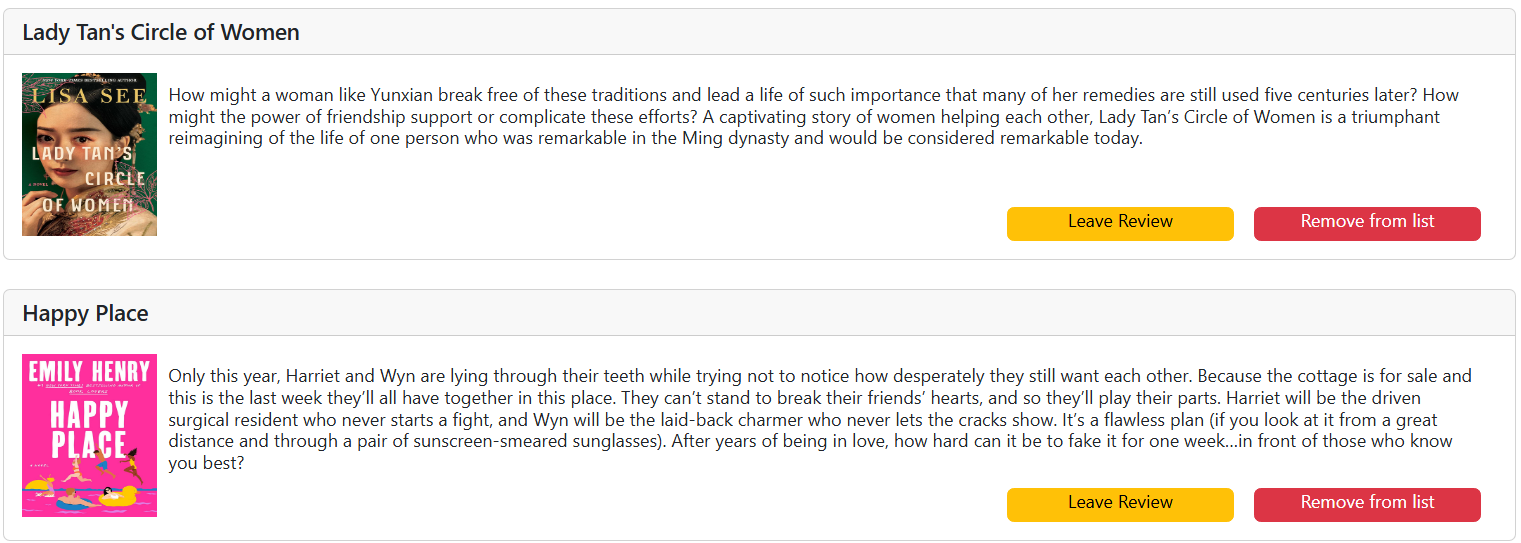 Lady Tan's Circle of Women
NEW YORK TIMES BESTSELLING AUTHOR
LISA SEE
LADY TAN'S
CIRCLE
A NOVEL
OF WOMEN
How might a woman like Yunxian break free of these traditions and lead a life of such importance that many of her remedies are still used five centuries later? How
might the power of friendship support or complicate these efforts? A captivating story of women helping each other, Lady Tan’s Circle of Women is a triumphant
reimagining of the life of one person who was remarkable in the Ming dynasty and would be considered remarkable today.
Leave Review
Remove from list
Happy Place
EMILY HENRY
#1 NEW YORK TIMES BESTSELLING AUTHOR OF
BOOK LOVERS
HAPPY
PLACE
A NOVEL
Only this year, Harriet and Wyn are lying through their teeth while trying not to notice how desperately they still want each other. Because the cottage is for sale and
this is the last week they’ll all have together in this place. They can’t stand to break their friends’ hearts, and so they’ll play their parts. Harriet will be the driven
surgical resident who never starts a fight, and Wyn will be the laid-back charmer who never lets the cracks show. It’s a flawless plan (if you look at it from a great
distance and through a pair of sunscreen-smeared sunglasses). After years of being in love, how hard can it be to fake it for one week…in front of those who know
you best?
Leave Review
Remove from list